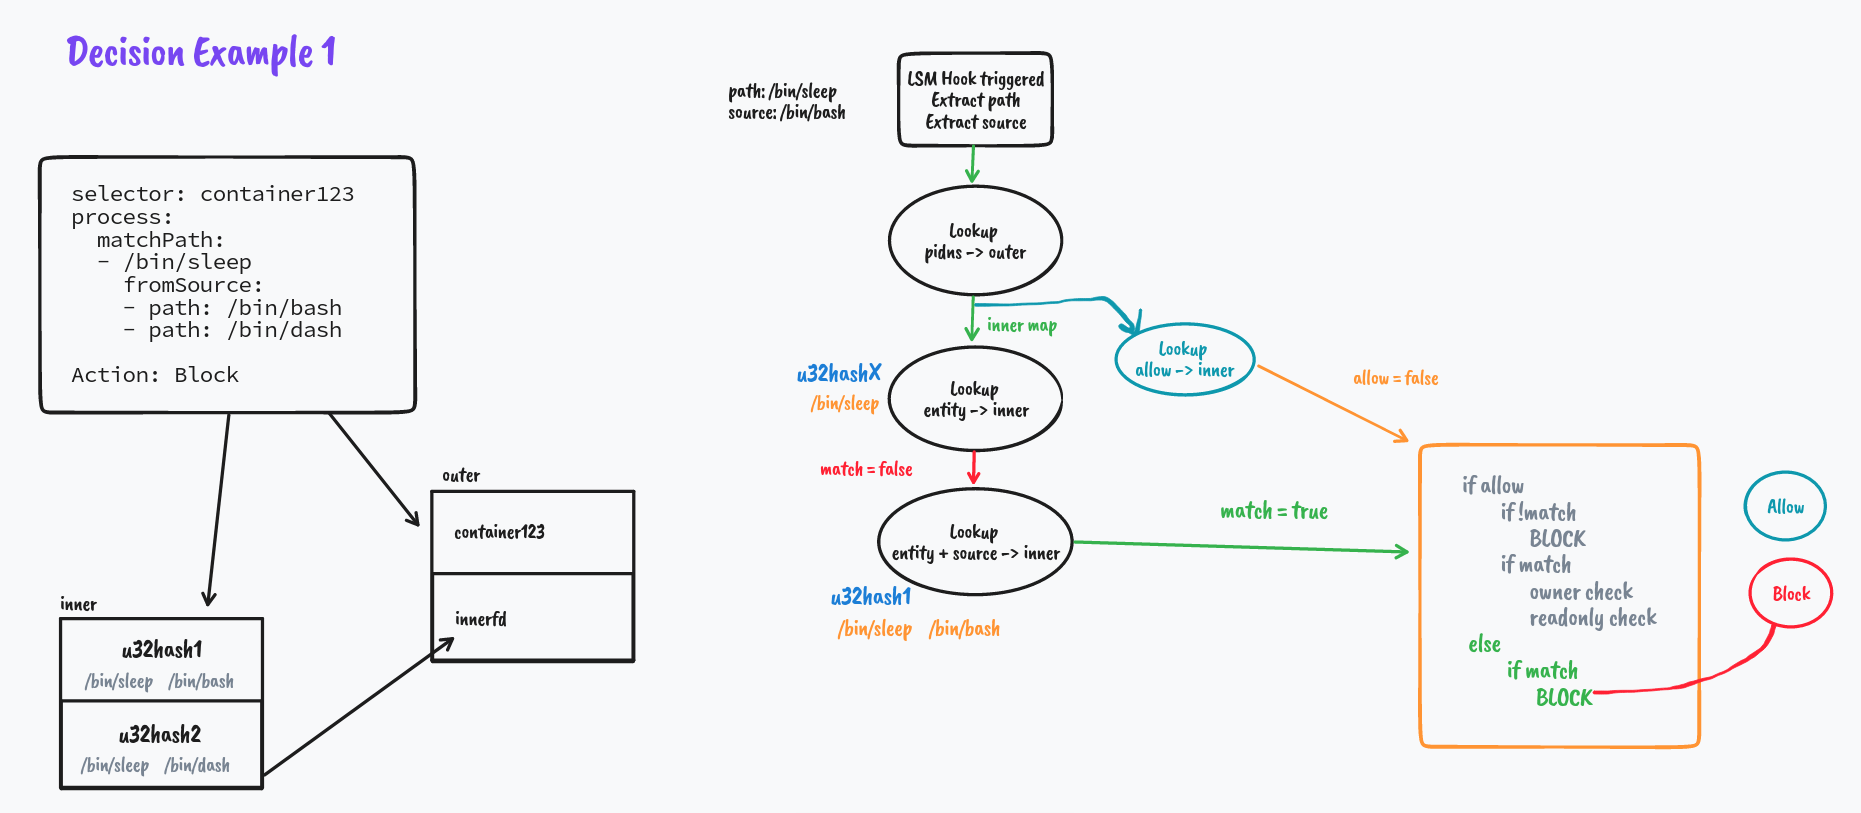 Decision Example 1
selector: container123
process:
  matchPath:
  - /bin/sleep
    fromSource:
    - path: /bin/bash
    - path: /bin/dash
Action: Block
outer
container123
innerfd
inner
u32hash1
/bin/sleep /bin/bash
u32hash2
/bin/sleep /bin/dash
path: /bin/sleep
source: /bin/bash
LSM Hook triggered
Extract path
Extract source
Lookup
pidns -> outer
inner map
Lookup
allow -> inner
allow = false
u32hashX
/bin/sleep
Lookup
entity -> inner
match = false
Lookup
entity + source -> inner
u32hash1
/bin/sleep /bin/bash
match = true
if allow
if !match
BLOCK
if match
owner check
readonly check
else
if match
BLOCK
Allow
Block